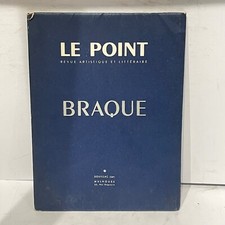 LE POINT
REVUE ARTISTIQUE ET LITTÉRAIRE
BRAQUE